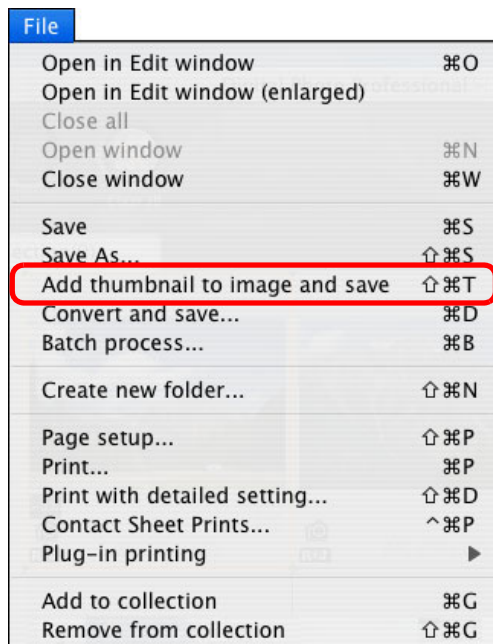 File
Open in Edit window ⌘O
Open in Edit window (enlarged)
Close all
Open window ⌘N
Close window ⌘W
Save ⌘S
Save As... ⇧⌘S
Add thumbnail to image and save ⇧⌘T
Convert and save... ⌘D
Batch process... ⌘B
Create new folder... ⇧⌘N
Page setup... ⇧⌘P
Print... ⌘P
Print with detailed setting... ⇧⌘D
Contact Sheet Prints... ^⌘P
Plug-in printing ▶
Add to collection ⌘G
Remove from collection ⇧⌘G